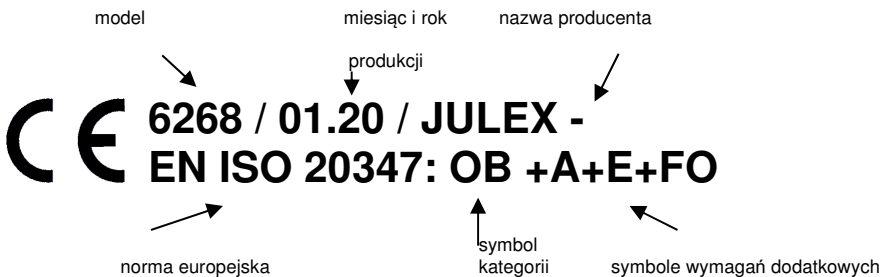 model miesiąc i rok nazwa producenta
produkcji
CE 6268 / 01.20 / JULEX -
EN ISO 20347: OB +A+E+FO
symbol
norma europejska kategorii symbole wymagań dodatkowych